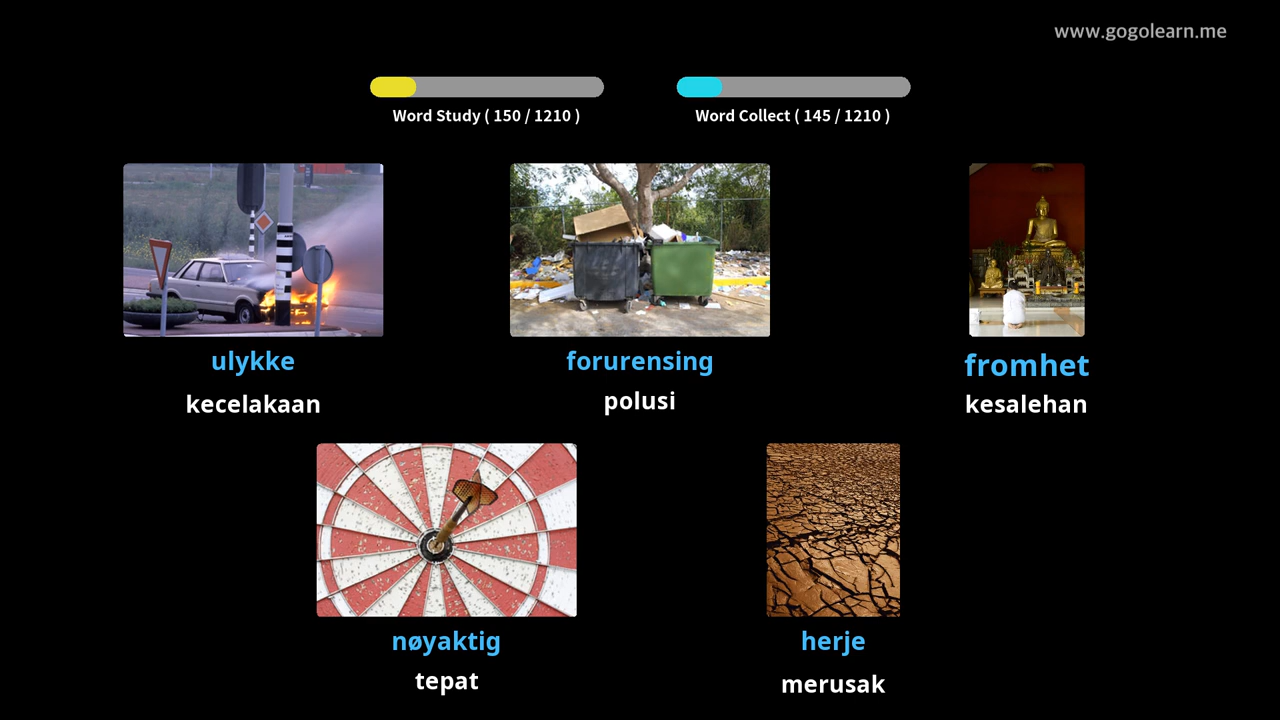 www.gogolearn.me
Word Study ( 150 / 1210 )
Word Collect ( 145 / 1210 )
ulykke
kecelakaan
forurensing
polusi
fromhet
kesalehan
nøyaktig
tepat
herje
merusak